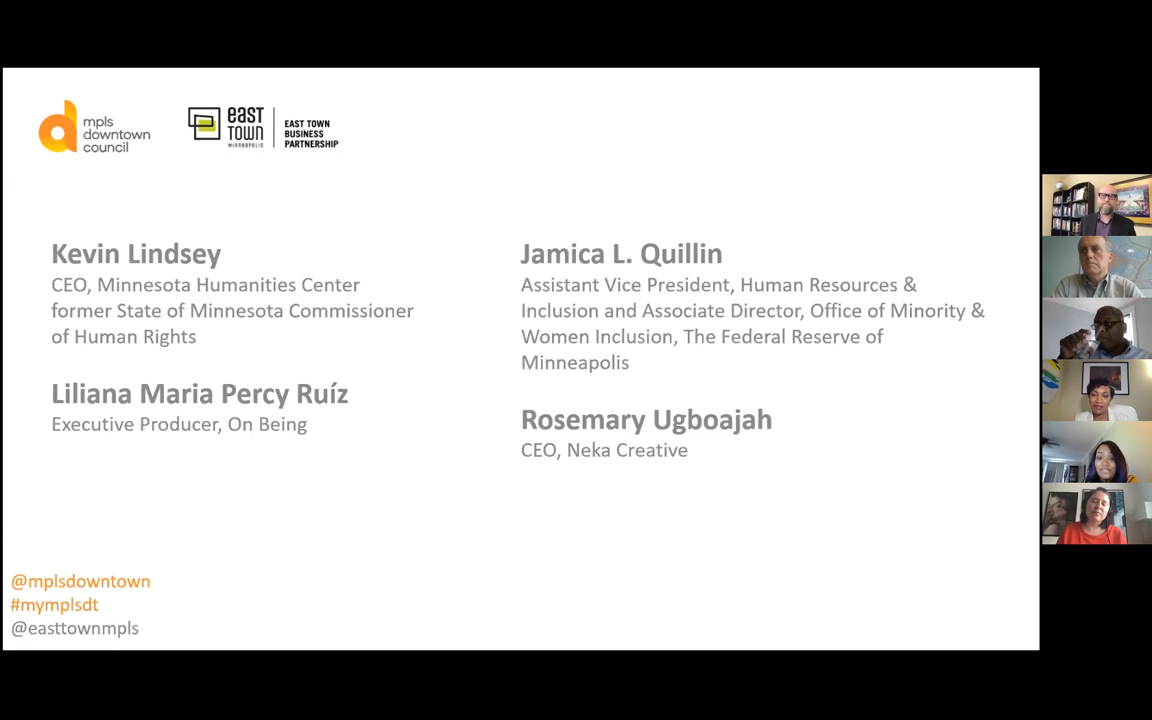 mpls
downtown
council
east
town
MINNEAPOLIS
EAST TOWN
BUSINESS
PARTNERSHIP
Kevin Lindsey
CEO, Minnesota Humanities Center
former State of Minnesota Commissioner
of Human Rights
Liliana Maria Percy Ruíz
Executive Producer, On Being
Jamica L. Quillin
Assistant Vice President, Human Resources &
Inclusion and Associate Director, Office of Minority &
Women Inclusion, The Federal Reserve of
Minneapolis
Rosemary Ugboajah
CEO, Neka Creative
@mplsdowntown
#mymplsdt
@easttownmpls